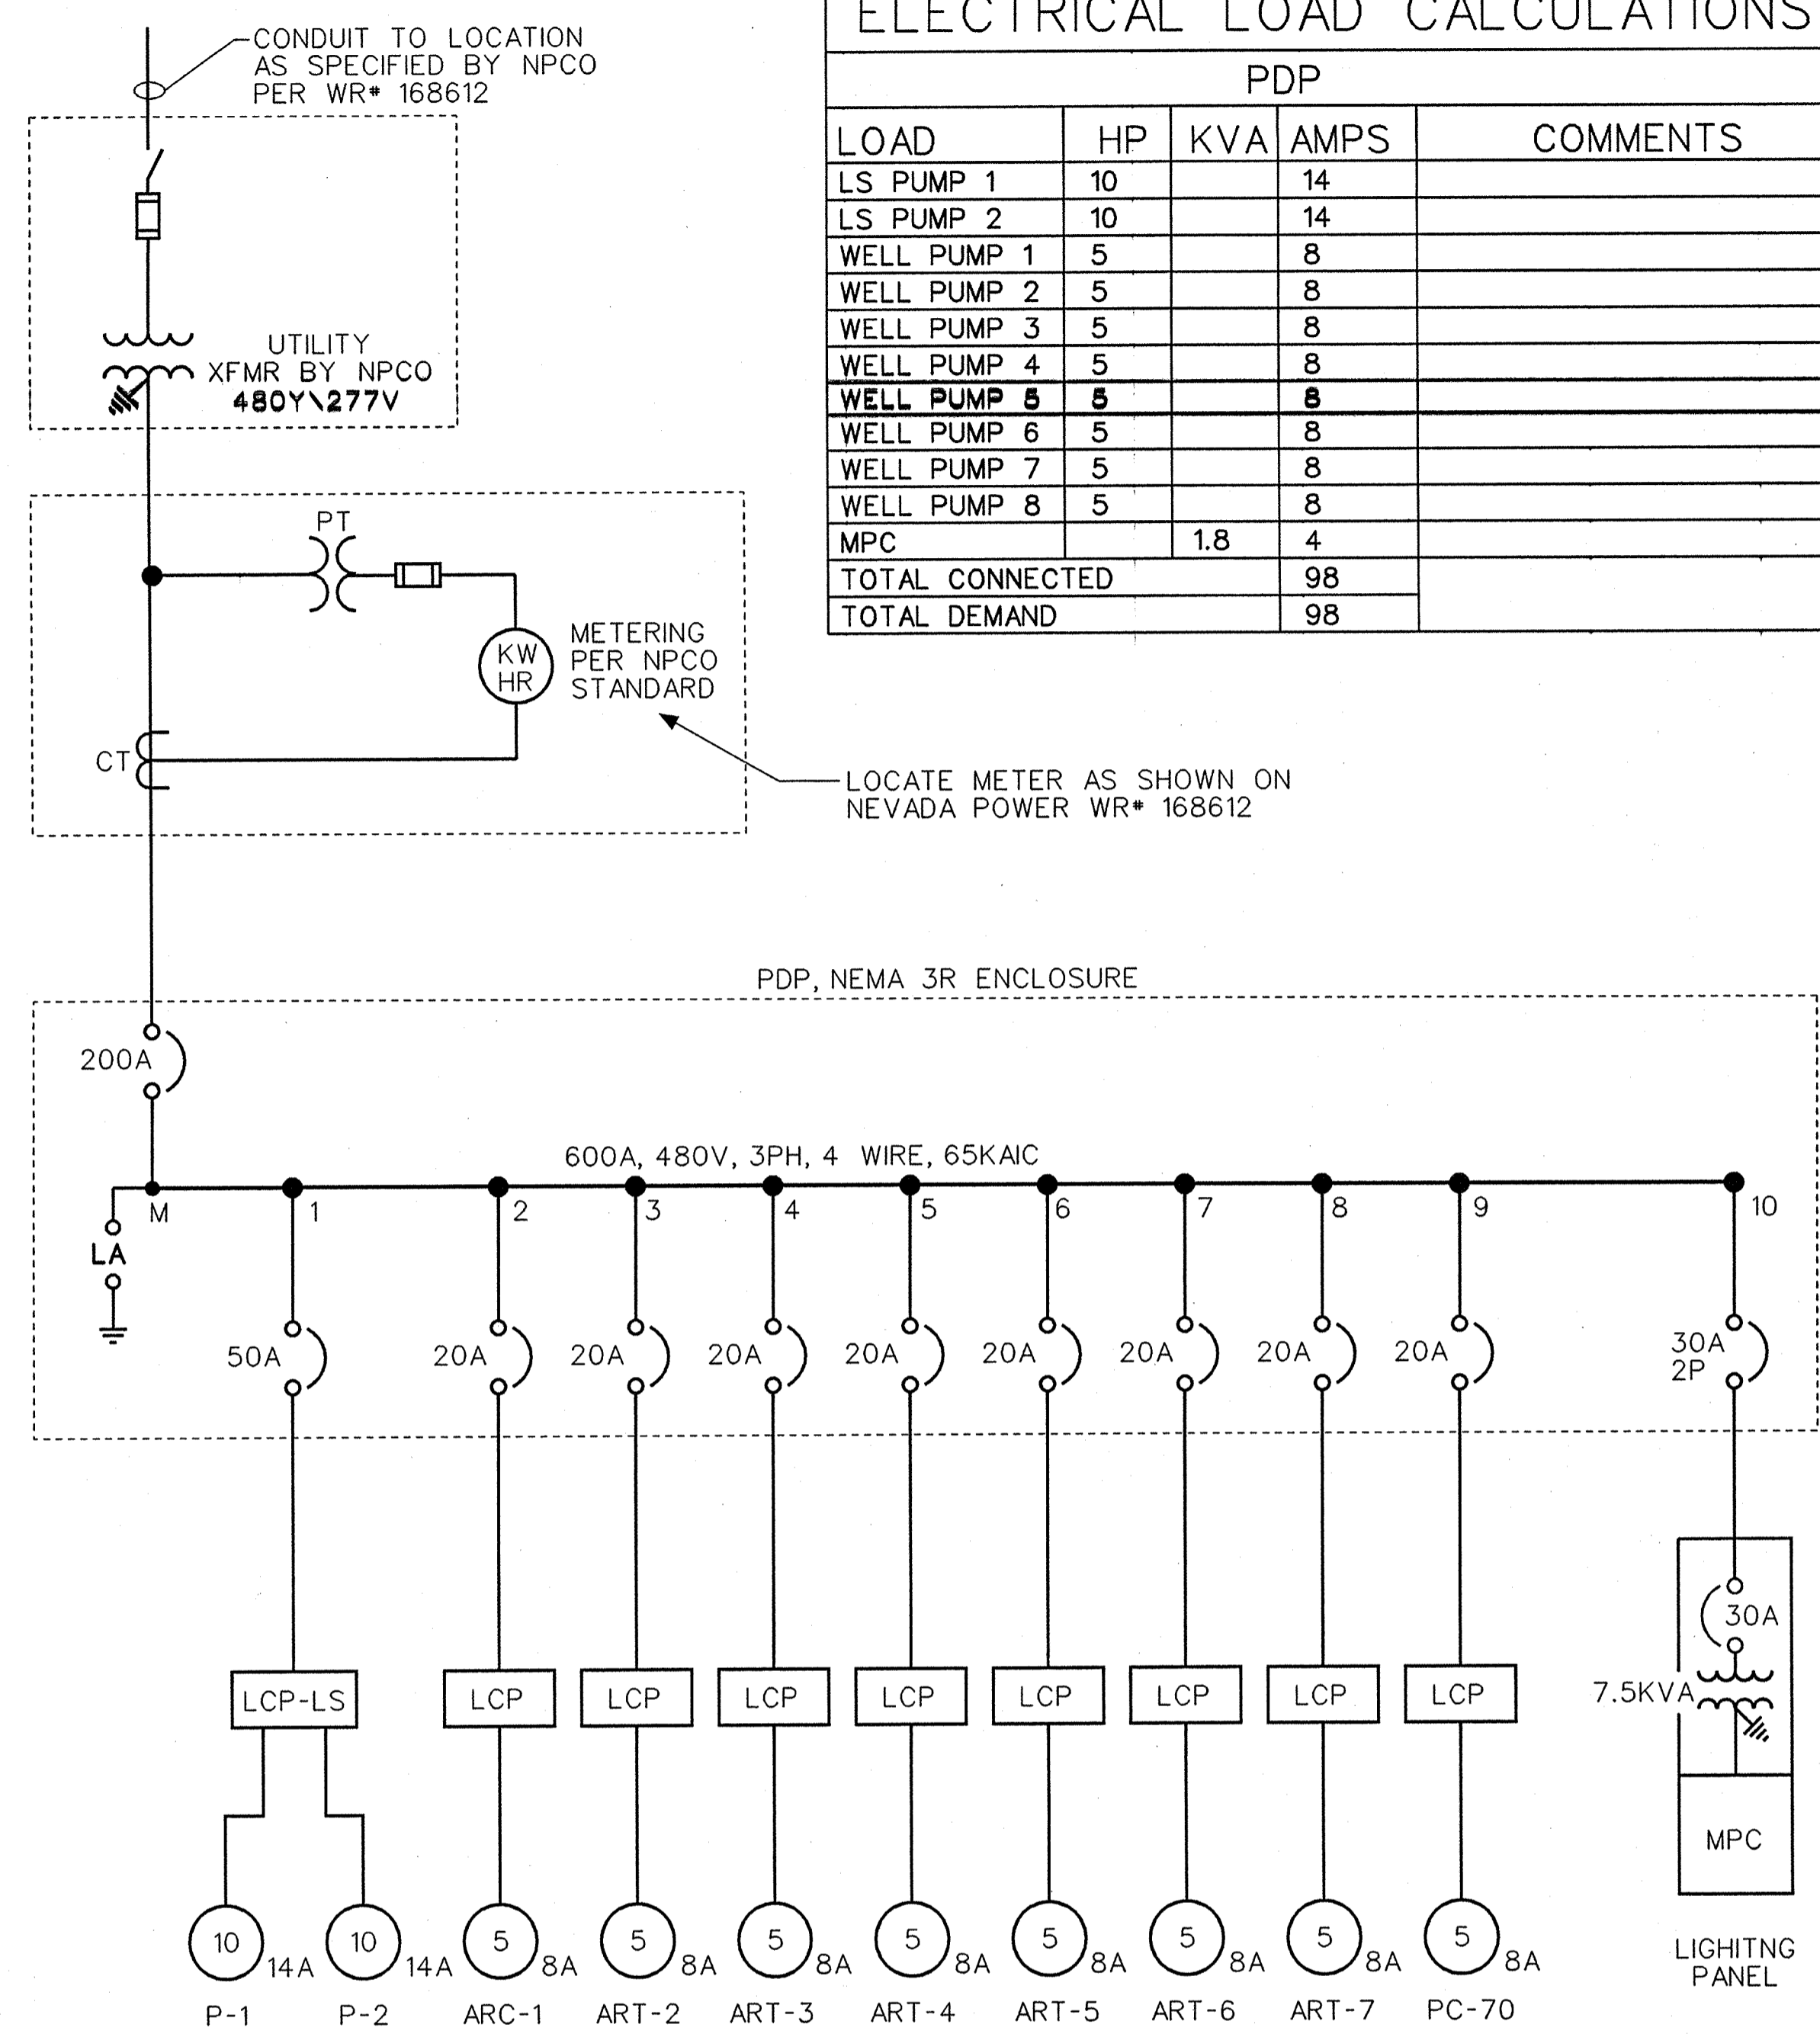 CONDUIT TO LOCATION
AS SPECIFIED BY NPCO
PER WR# 168612
UTILITY
XFMR BY NPCO
480Y\277V
ELECTRICAL LOAD CALCULATIONS
PDP
LOAD HP KVA AMPS COMMENTS
LS PUMP 1 10 14
LS PUMP 2 10 14
WELL PUMP 1 5 8
WELL PUMP 2 5 8
WELL PUMP 3 5 8
WELL PUMP 4 5 8
WELL PUMP 5 5 8
WELL PUMP 6 5 8
WELL PUMP 7 5 8
WELL PUMP 8 5 8
MPC 1.8 4
TOTAL CONNECTED 98
TOTAL DEMAND 98
PT
KW
HR
METERING
PER NPCO
STANDARD
CT
LOCATE METER AS SHOWN ON
NEVADA POWER WR# 168612
PDP, NEMA 3R ENCLOSURE
200A
600A, 480V, 3PH, 4 WIRE, 65KAIC
M 1 2 3 4 5 6 7 8 9 10
LA
50A 20A 20A 20A 20A 20A 20A 20A 20A 30A
2P
30A
7.5KVA
LCP-LS LCP LCP LCP LCP LCP LCP LCP LCP
MPC
10 10 5 5 5 5 5 5 5 5
14A 14A 8A 8A 8A 8A 8A 8A 8A 8A
P-1 P-2 ARC-1 ART-2 ART-3 ART-4 ART-5 ART-6 ART-7 PC-70
LIGHITNG
PANEL